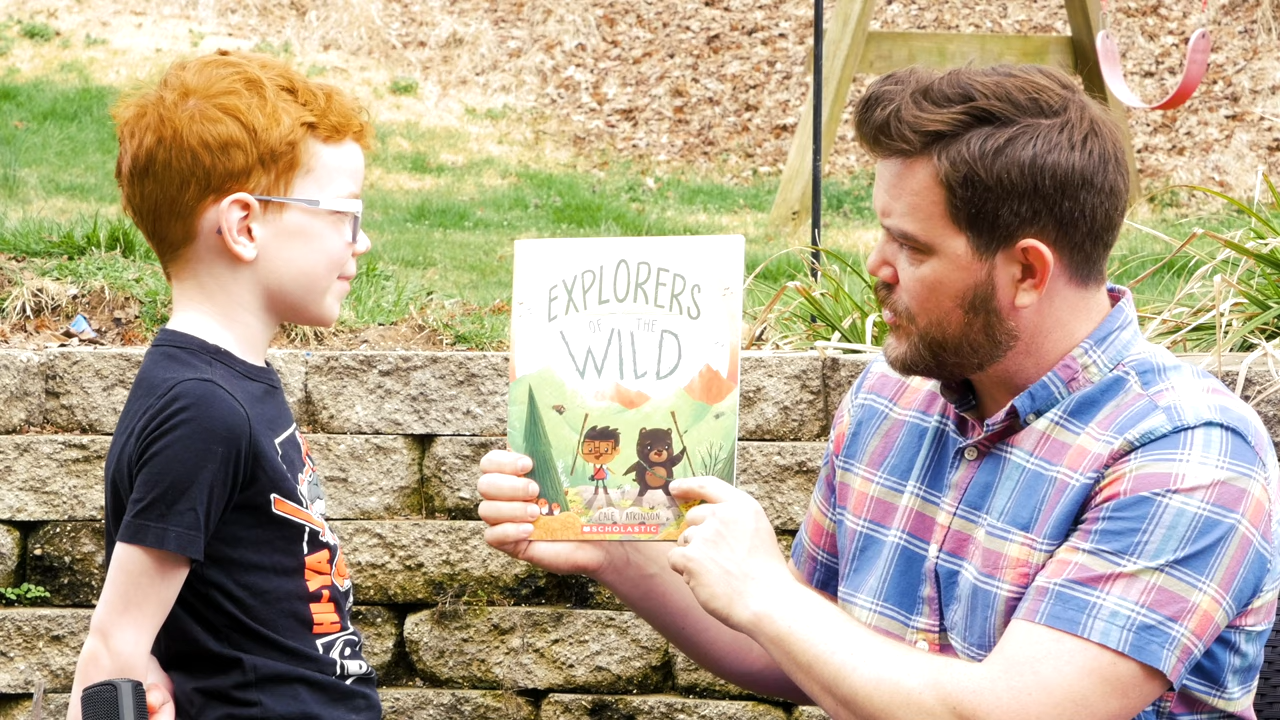 EXPLORERS
OF THE
WILD
CALE ATKINSON
SCHOLASTIC
HI-YA